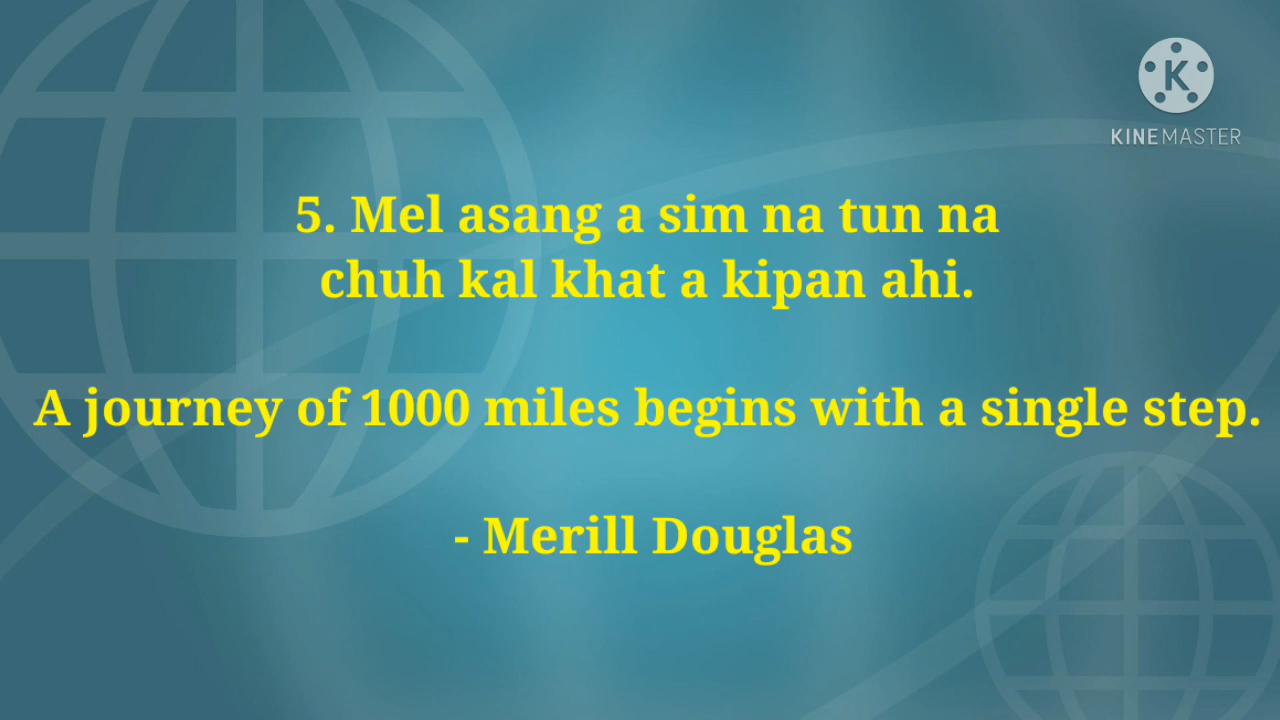 K
KINEMASTER
5. Mel asang a sim na tun na
chuh kal khat a kipan ahi.
A journey of 1000 miles begins with a single step.
- Merill Douglas